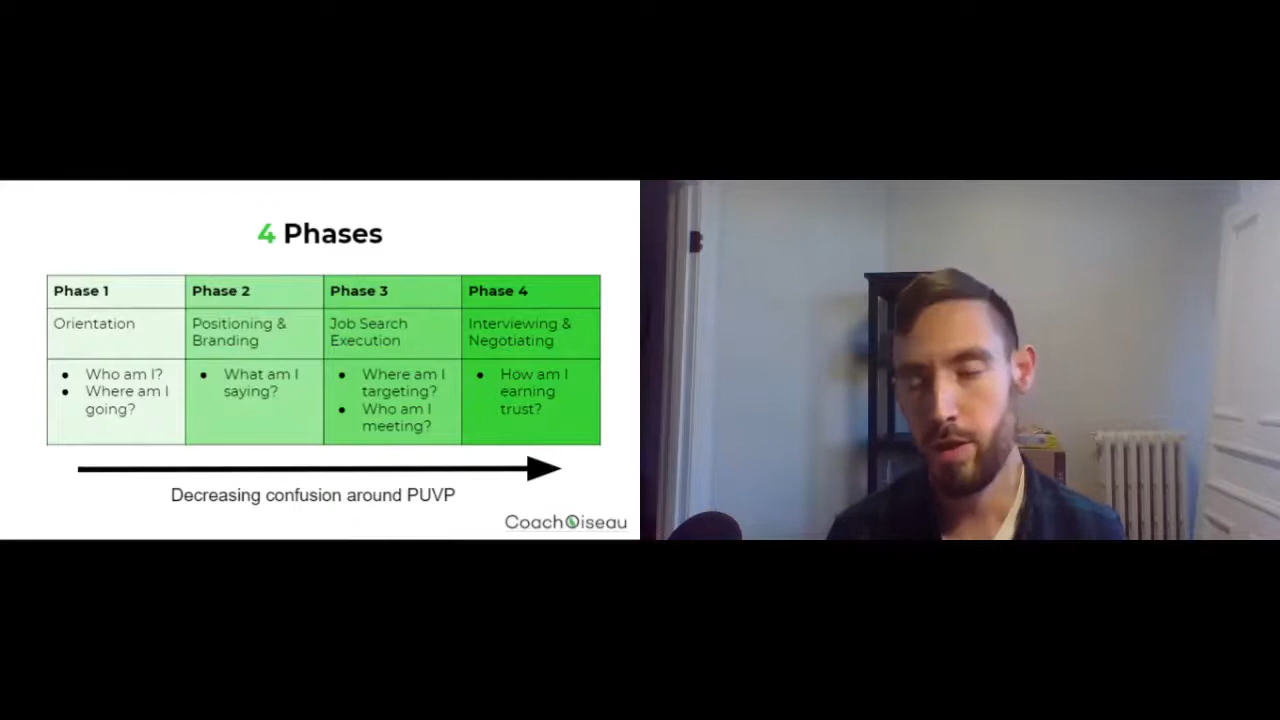 4 Phases
Phase 1
Phase 2
Phase 3
Phase 4
Orientation
Positioning &
Branding
Job Search
Execution
Interviewing &
Negotiating
● Who am I?
● Where am I
going?
● What am I
saying?
● Where am I
targeting?
● Who am I
meeting?
● How am I
earning
trust?
Decreasing confusion around PUVP
CoachOiseau